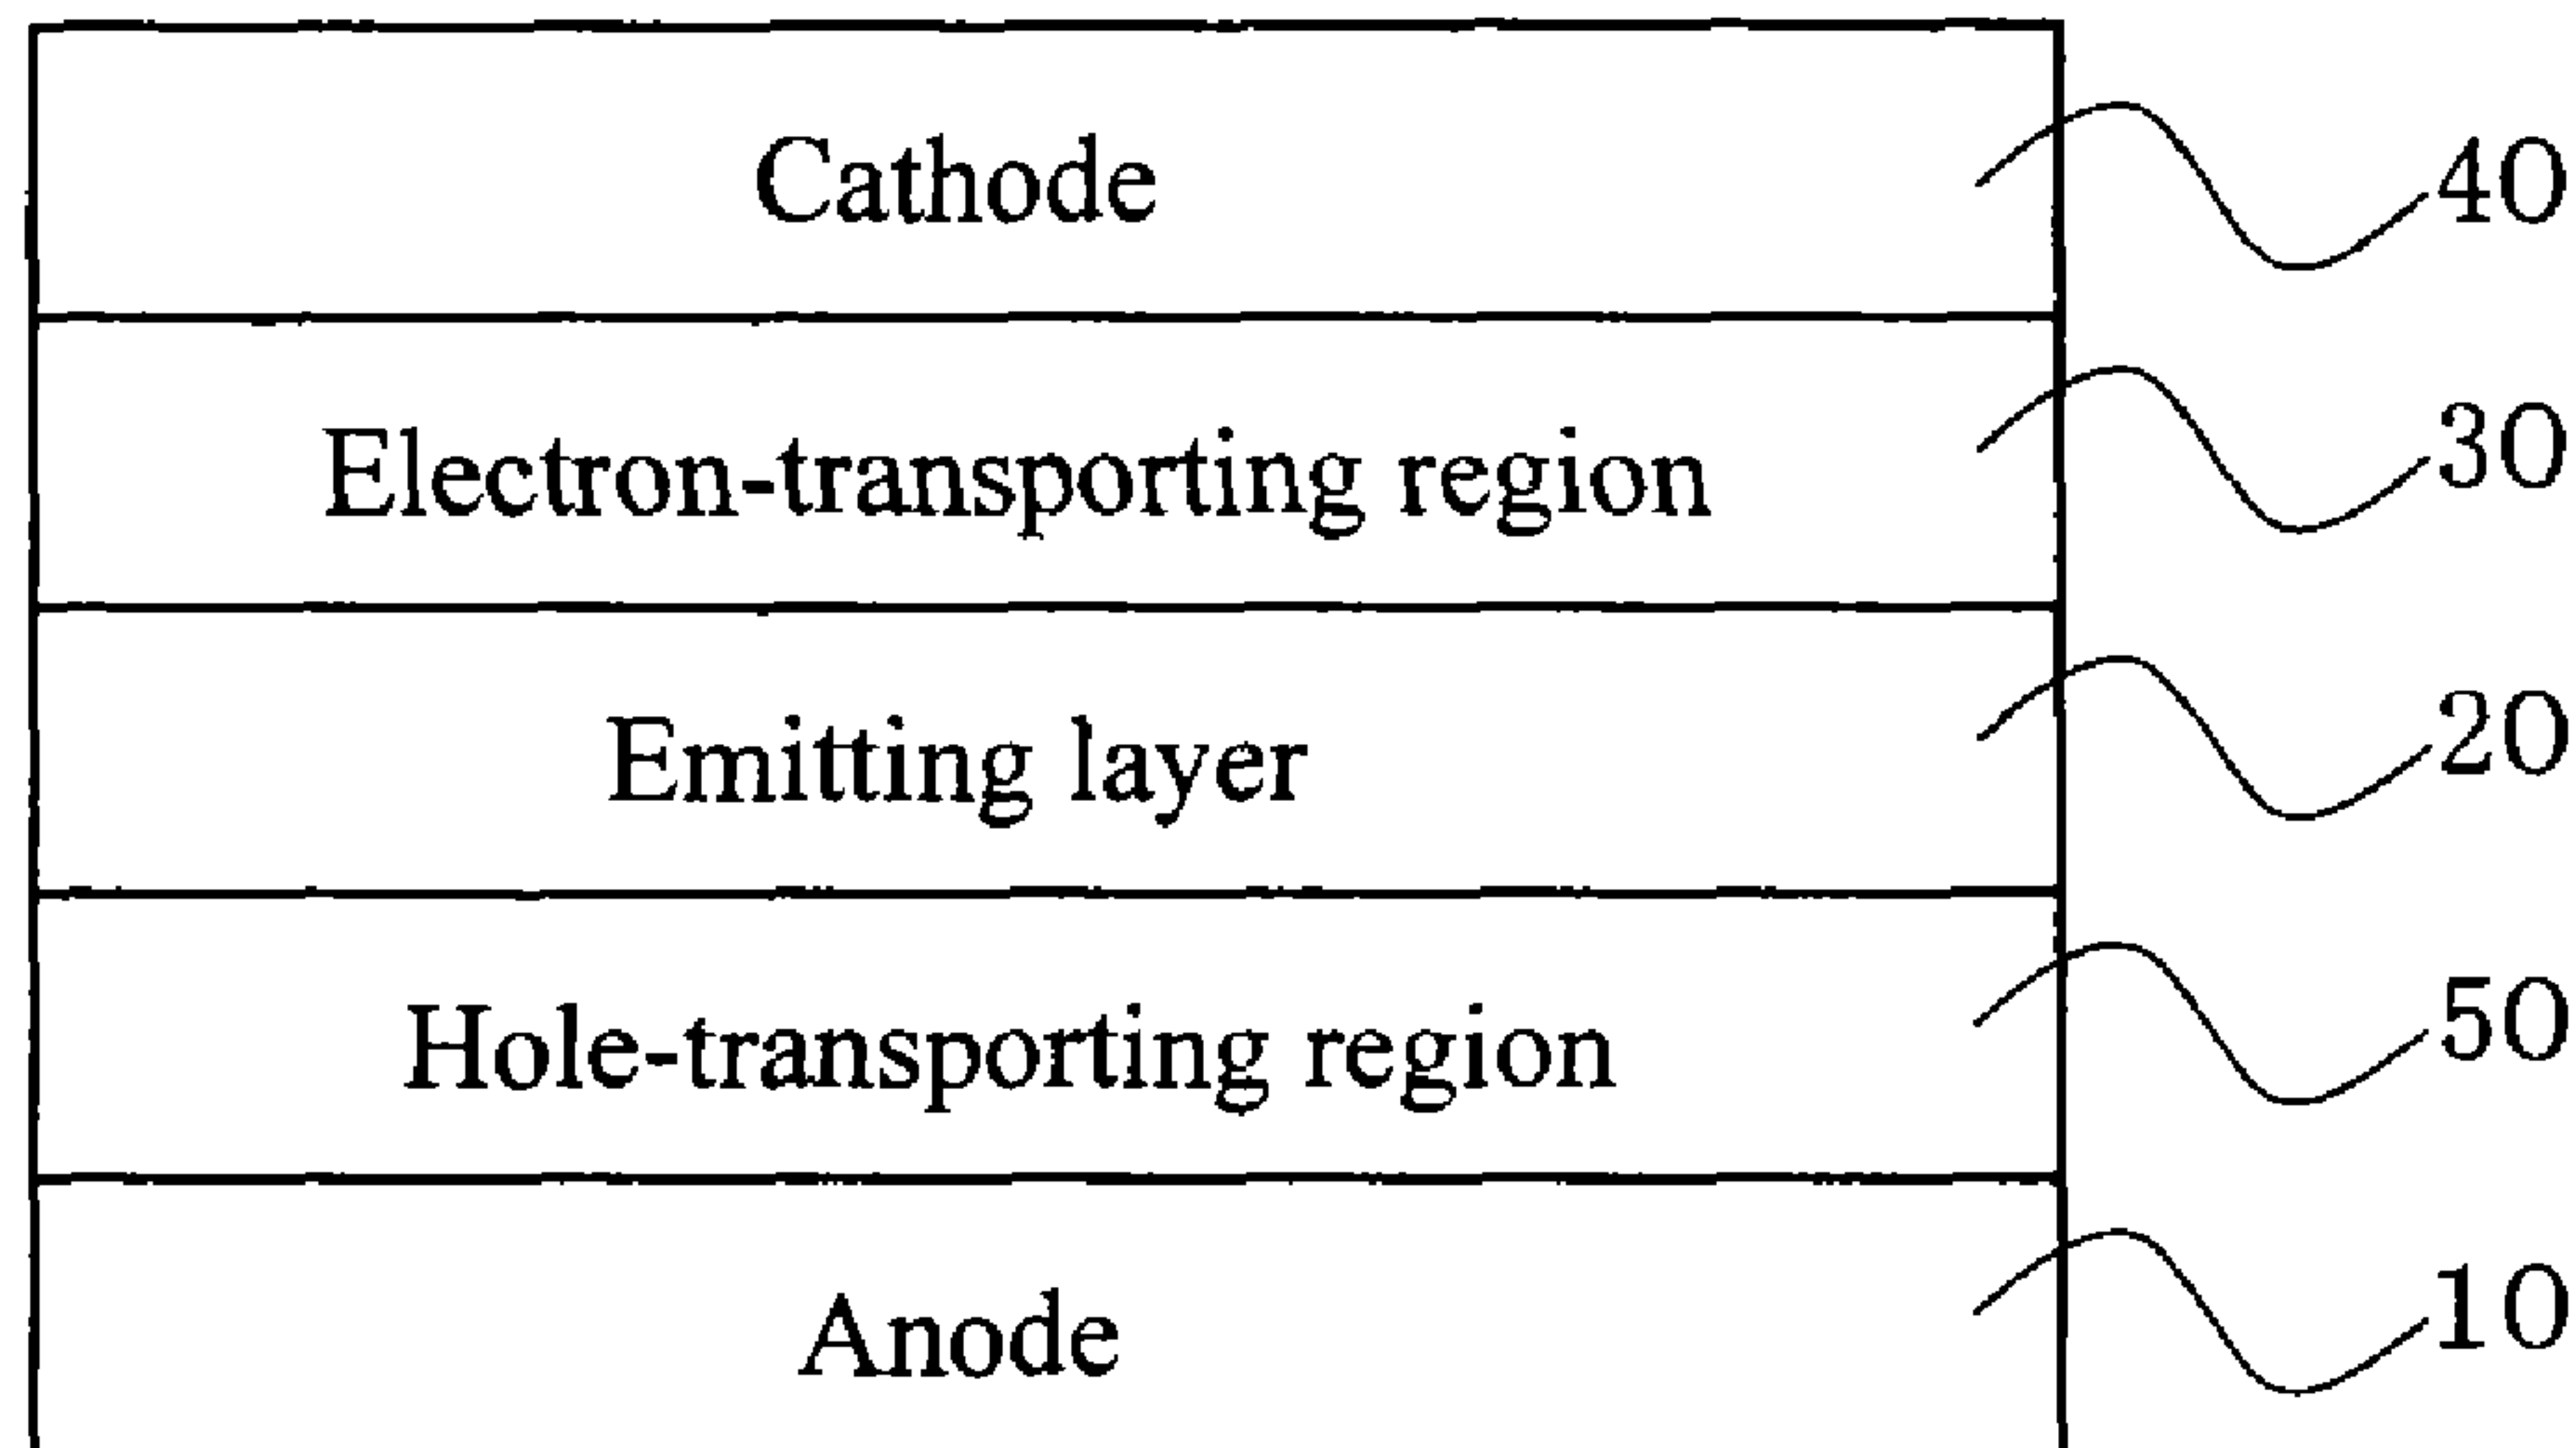 Cathode 40
Electron-transporting region 30
Emitting layer 20
Hole-transporting region 50
Anode 10